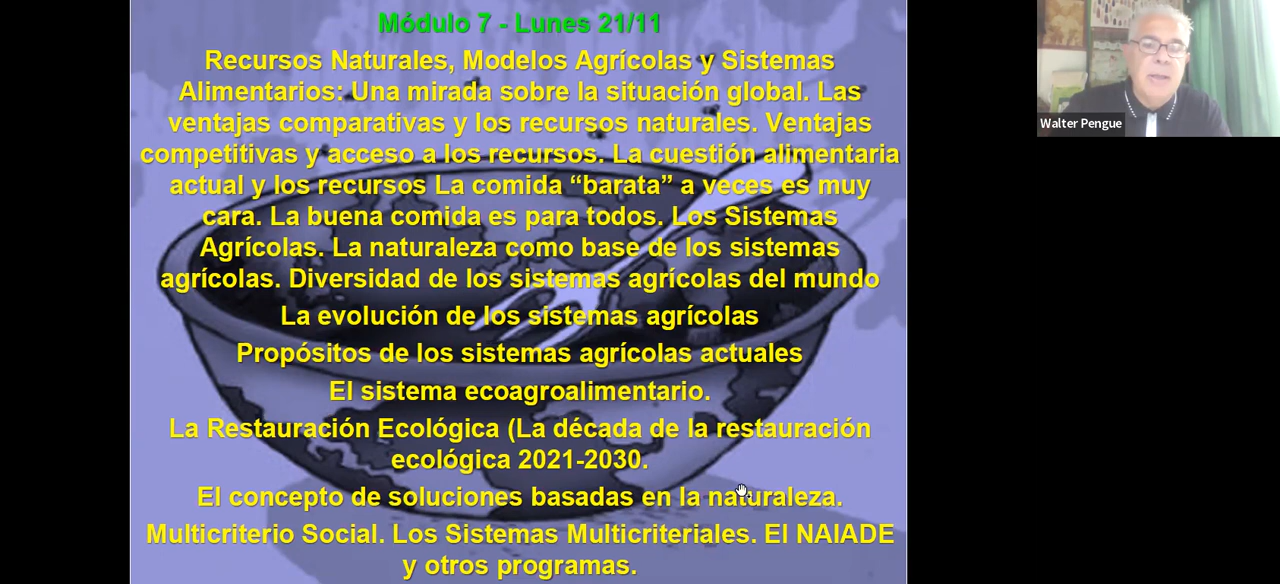 Módulo 7 - Lunes 21/11
Recursos Naturales, Modelos Agrícolas y Sistemas
Alimentarios: Una mirada sobre la situación global. Las
ventajas comparativas y los recursos naturales. Ventajas
competitivas y acceso a los recursos. La cuestión alimentaria
actual y los recursos La comida “barata” a veces es muy
cara. La buena comida es para todos. Los Sistemas
Agrícolas. La naturaleza como base de los sistemas
agrícolas. Diversidad de los sistemas agrícolas del mundo
La evolución de los sistemas agrícolas
Propósitos de los sistemas agrícolas actuales
El sistema ecoagroalimentario.
La Restauración Ecológica (La década de la restauración
ecológica 2021-2030.
El concepto de soluciones basadas en la naturaleza.
Multicriterio Social. Los Sistemas Multicriteriales. El NAIADE
y otros programas.
Walter Pengue